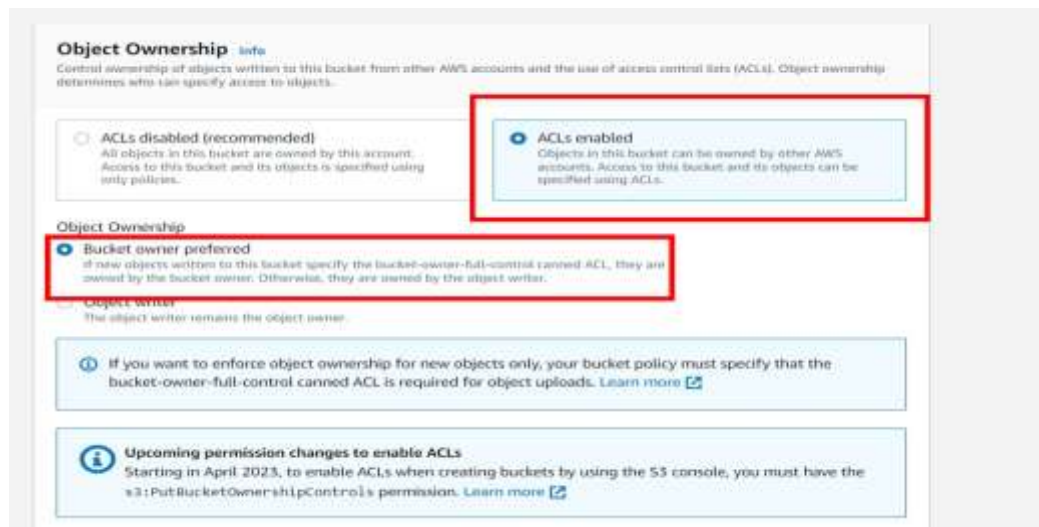 Object Ownership Info
Control ownership of objects written to this bucket from other AWS accounts and the use of access control lists (ACLs). Object ownership
determines who can specify access to objects.
ACLs disabled (recommended)
All objects in this bucket are owned by this account.
Access to this bucket and its objects is specified using
only policies.
ACLs enabled
Objects in this bucket can be owned by other AWS
accounts. Access to this bucket and its objects can be
specified using ACLs.
Object Ownership
Bucket owner preferred
If new objects written to this bucket specify the bucket-owner-full-control canned ACL, they are
owned by the bucket owner. Otherwise, they are owned by the object writer.
Object writer
The object writer remains the object owner.
If you want to enforce object ownership for new objects only, your bucket policy must specify that the
bucket-owner-full-control canned ACL is required for object uploads. Learn more
Upcoming permission changes to enable ACLs
Starting in April 2023, to enable ACLs when creating buckets by using the S3 console, you must have the
s3:PutBucketOwnershipControls permission. Learn more